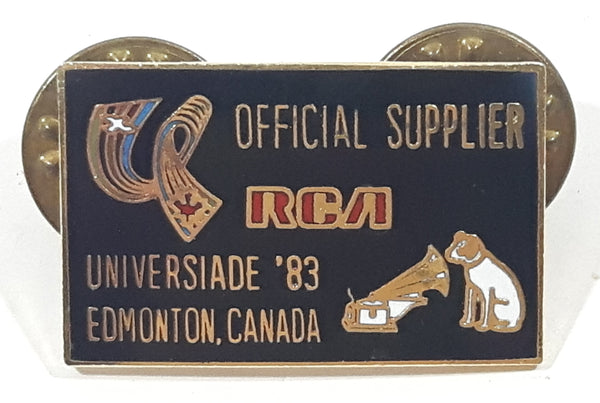 OFFICIAL SUPPLIER
RCA
UNIVERSIADE '83
EDMONTON, CANADA